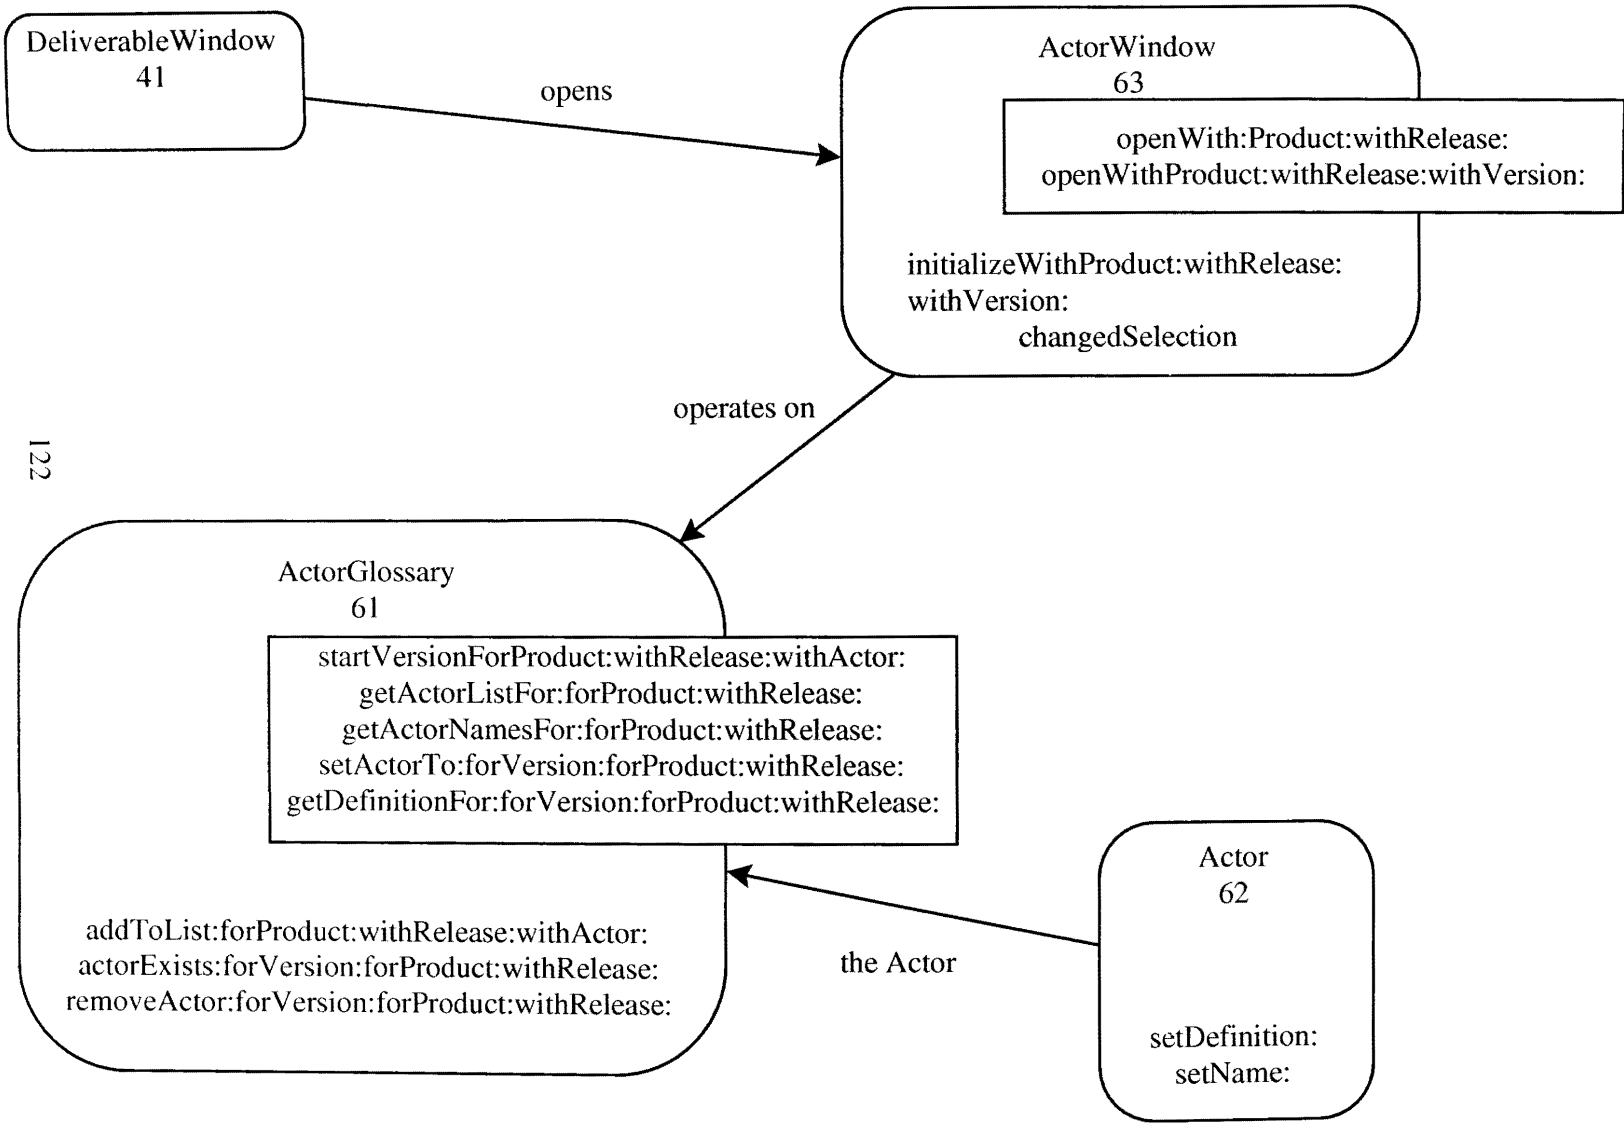 DeliverableWindow
41
opens
ActorWindow
63
openWith:Product:withRelease:
openWithProduct:withRelease:withVersion:
initializeWithProduct:withRelease:
withVersion:
changedSelection
operates on
122
ActorGlossary
61
startVersionForProduct:withRelease:withActor:
getActorListFor:forProduct:withRelease:
getActorNamesFor:forProduct:withRelease:
setActorTo:forVersion:forProduct:withRelease:
getDefinitionFor:forVersion:forProduct:withRelease:
addToList:forProduct:withRelease:withActor:
actorExists:forVersion:forProduct:withRelease:
removeActor:forVersion:forProduct:withRelease:
the Actor
Actor
62
setDefinition:
setName: